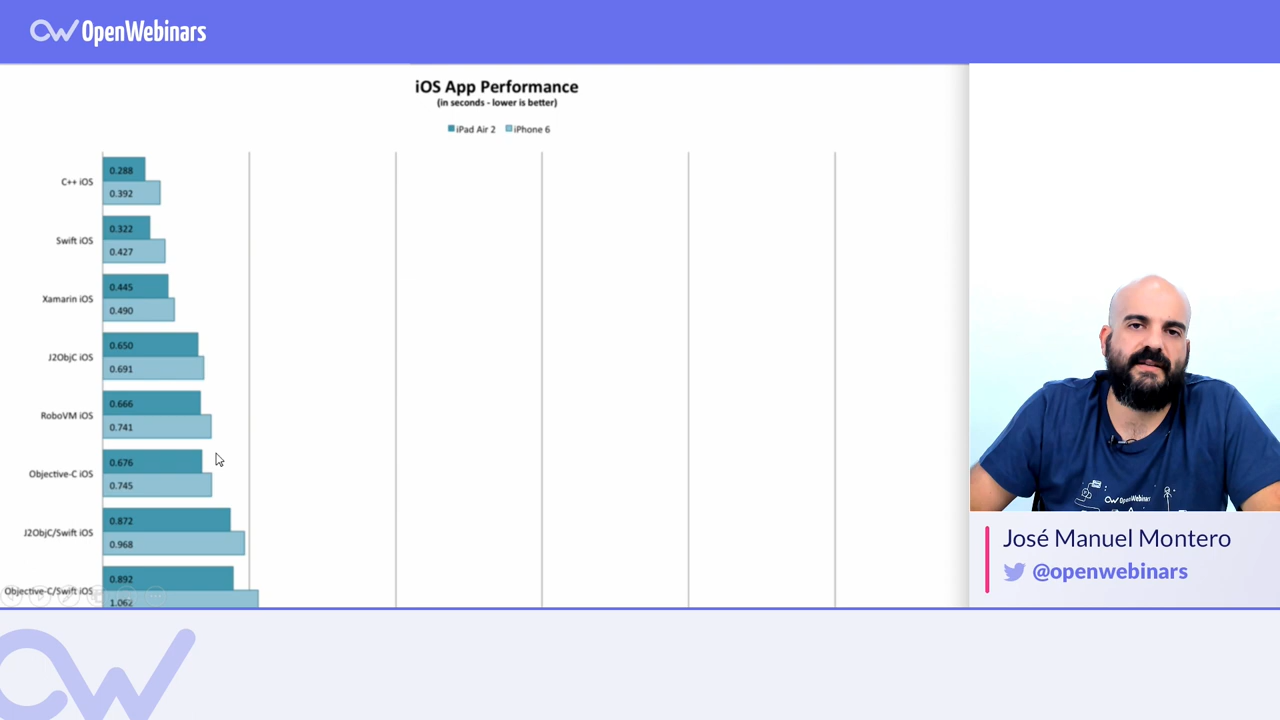 OpenWebinars
iOS App Performance
(in seconds - lower is better)
iPad Air 2 iPhone 6
C++ iOS
0.288
0.392
Swift iOS
0.322
0.427
Xamarin iOS
0.445
0.490
J2ObjC iOS
0.650
0.691
RoboVM iOS
0.666
0.741
Objective-C iOS
0.676
0.745
J2ObjC/Swift iOS
0.872
0.968
Objective-C/Swift iOS
0.892
1.062
OpenWebinars
José Manuel Montero
@openwebinars